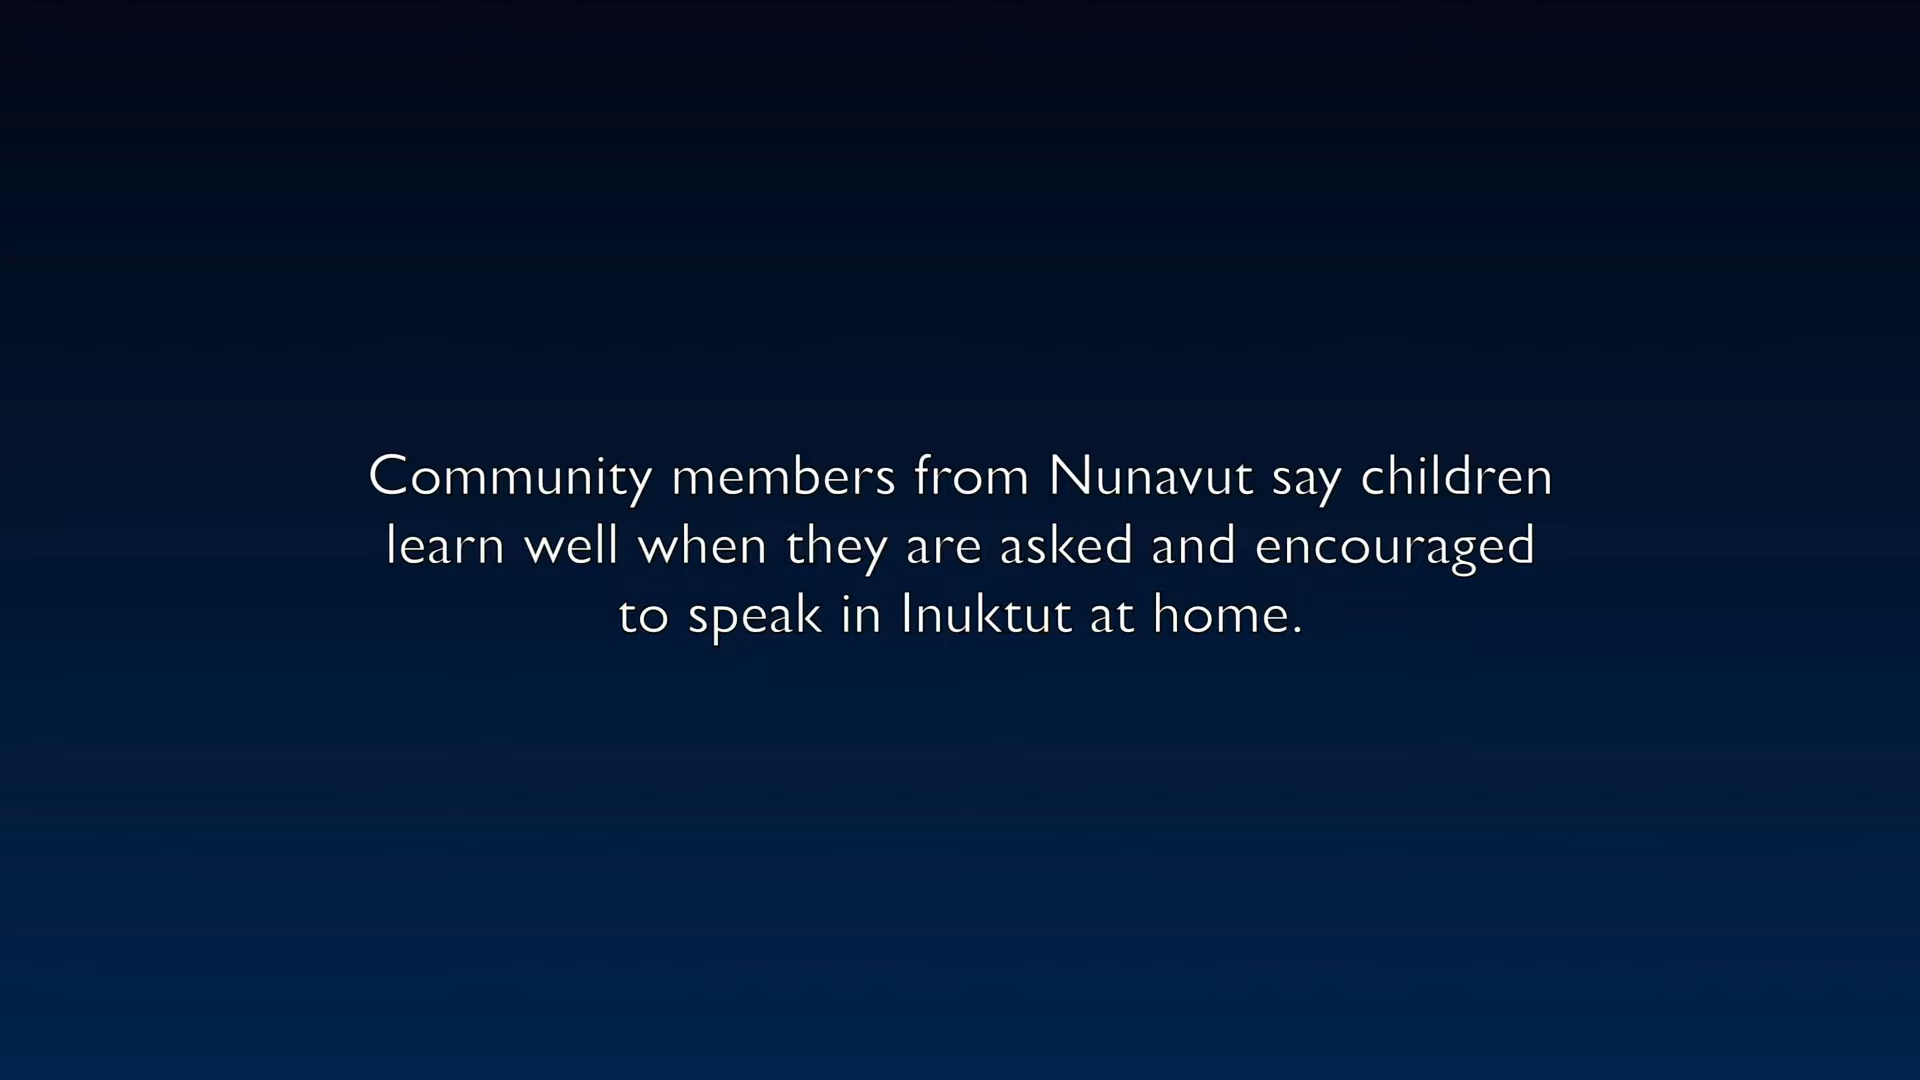 Community members from Nunavut say children
learn well when they are asked and encouraged
to speak in Inuktut at home.